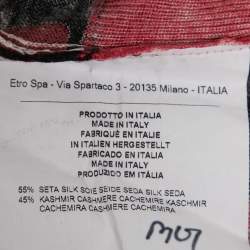 Etro Spa - Via Spartaco 3 - 20135 Milano - ITALIA
PRODOTTO IN ITALIA
MADE IN ITALY
FABRIQUÉ EN ITALIE
IN ITALIEN HERGESTELLT
FABRICADO EN ITALIA
MADE IN ITALY
PRODUZIDO EM ITÁLIA
55% SETA SILK SOIE SEIDE SEDA SILK SEDA
45% KASHMIR CASHMERE CACHEMIRE KASCHMIR
CACHEMIRA CASHMERE CACHEMIRA